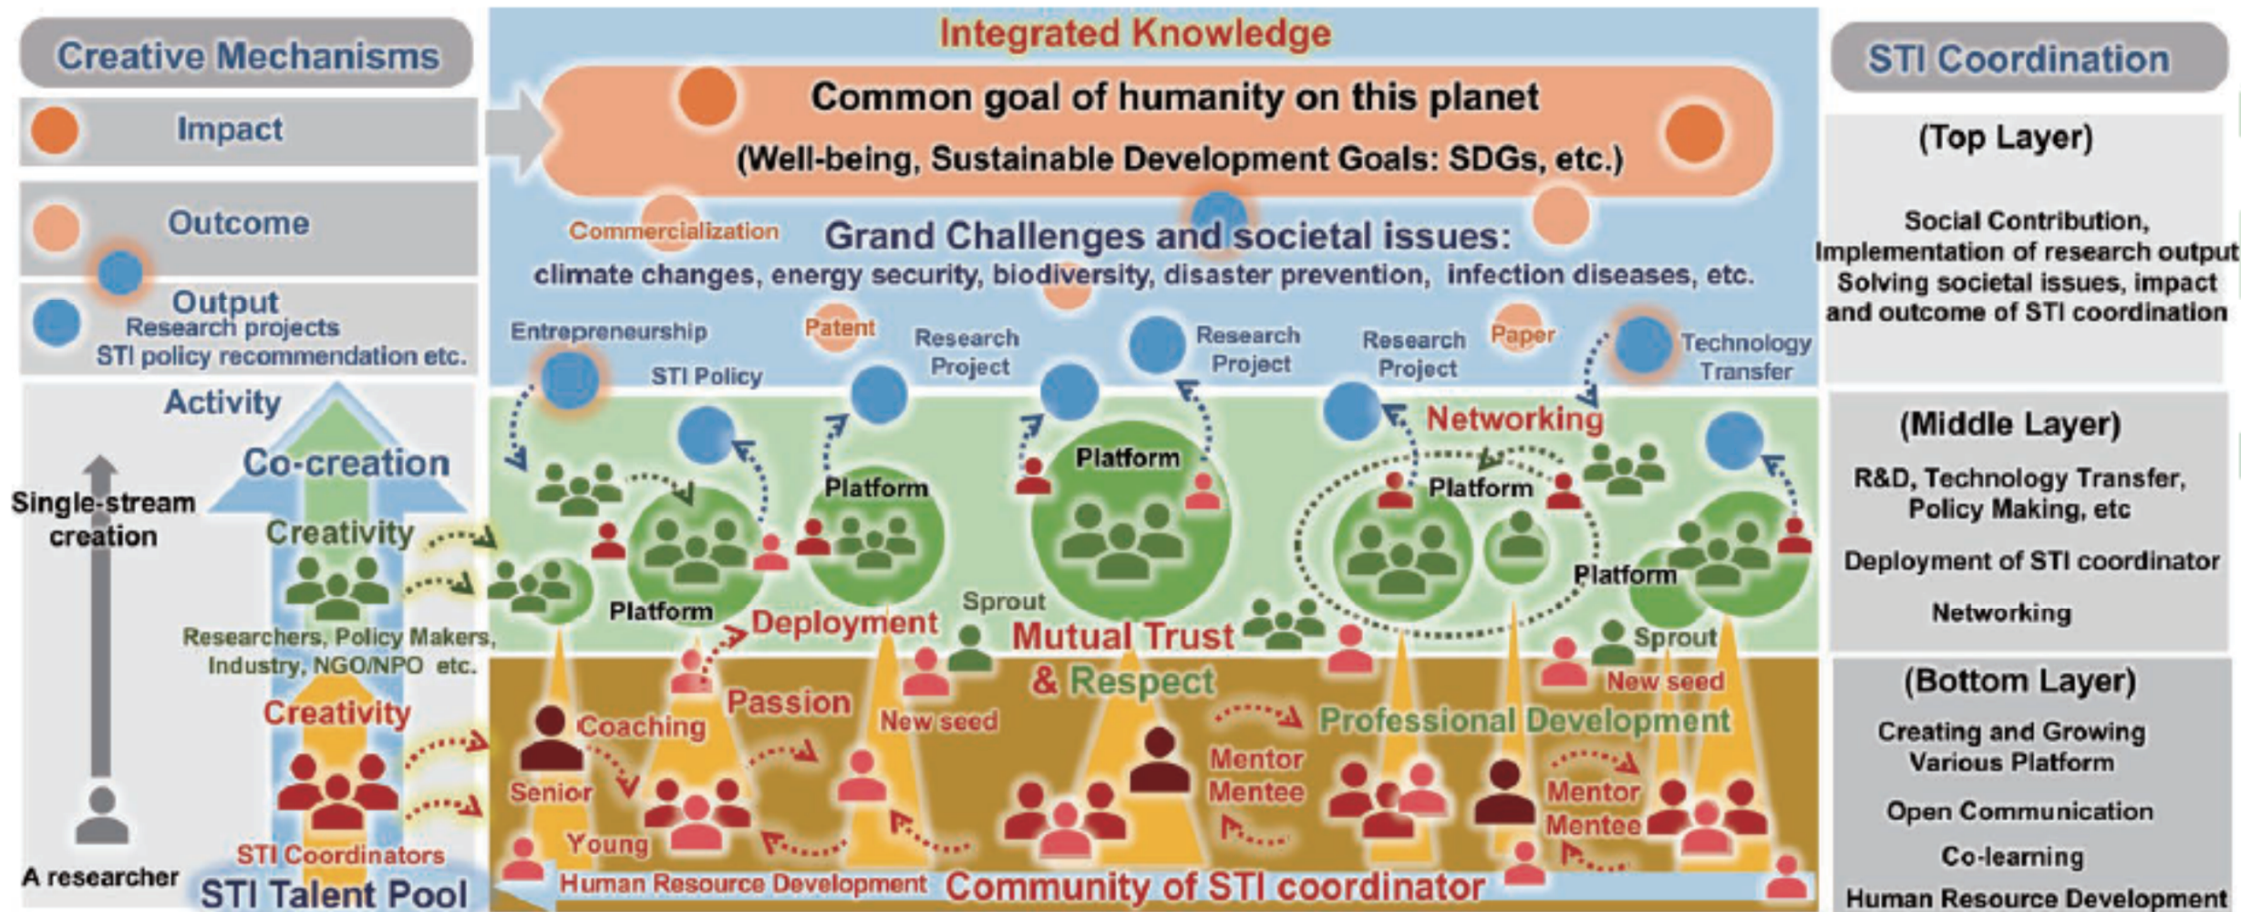 Creative Mechanisms
Impact
Outcome
Output
Research projects
STI policy recommendation etc.
Activity
Co-creation
Single-stream
creation
Creativity
Researchers, Policy Makers,
Industry, NGO/NPO etc.
Creativity
STI Coordinators
A researcher
STI Talent Pool
Integrated Knowledge
Common goal of humanity on this planet
(Well-being, Sustainable Development Goals: SDGs, etc.)
Commercialization
Grand Challenges and societal issues:
climate changes, energy security, biodiversity, disaster prevention, infection diseases, etc.
Entrepreneurship
STI Policy
Patent
Research
Project
Research
Project
Research
Project
Paper
Technology
Transfer
Networking
Platform
Platform
Platform
Platform
Platform
Deployment
Sprout
Mutual Trust
& Respect
Sprout
New seed
Coaching
Passion
New seed
Professional Development
Senior
Mentor
Mentee
Mentor
Mentee
Young
Human Resource Development
Community of STI coordinator
STI Coordination
(Top Layer)
Social Contribution,
Implementation of research output
Solving societal issues, impact
and outcome of STI coordination
(Middle Layer)
R&D, Technology Transfer,
Policy Making, etc
Deployment of STI coordinator
Networking
(Bottom Layer)
Creating and Growing
Various Platform
Open Communication
Co-learning
Human Resource Development